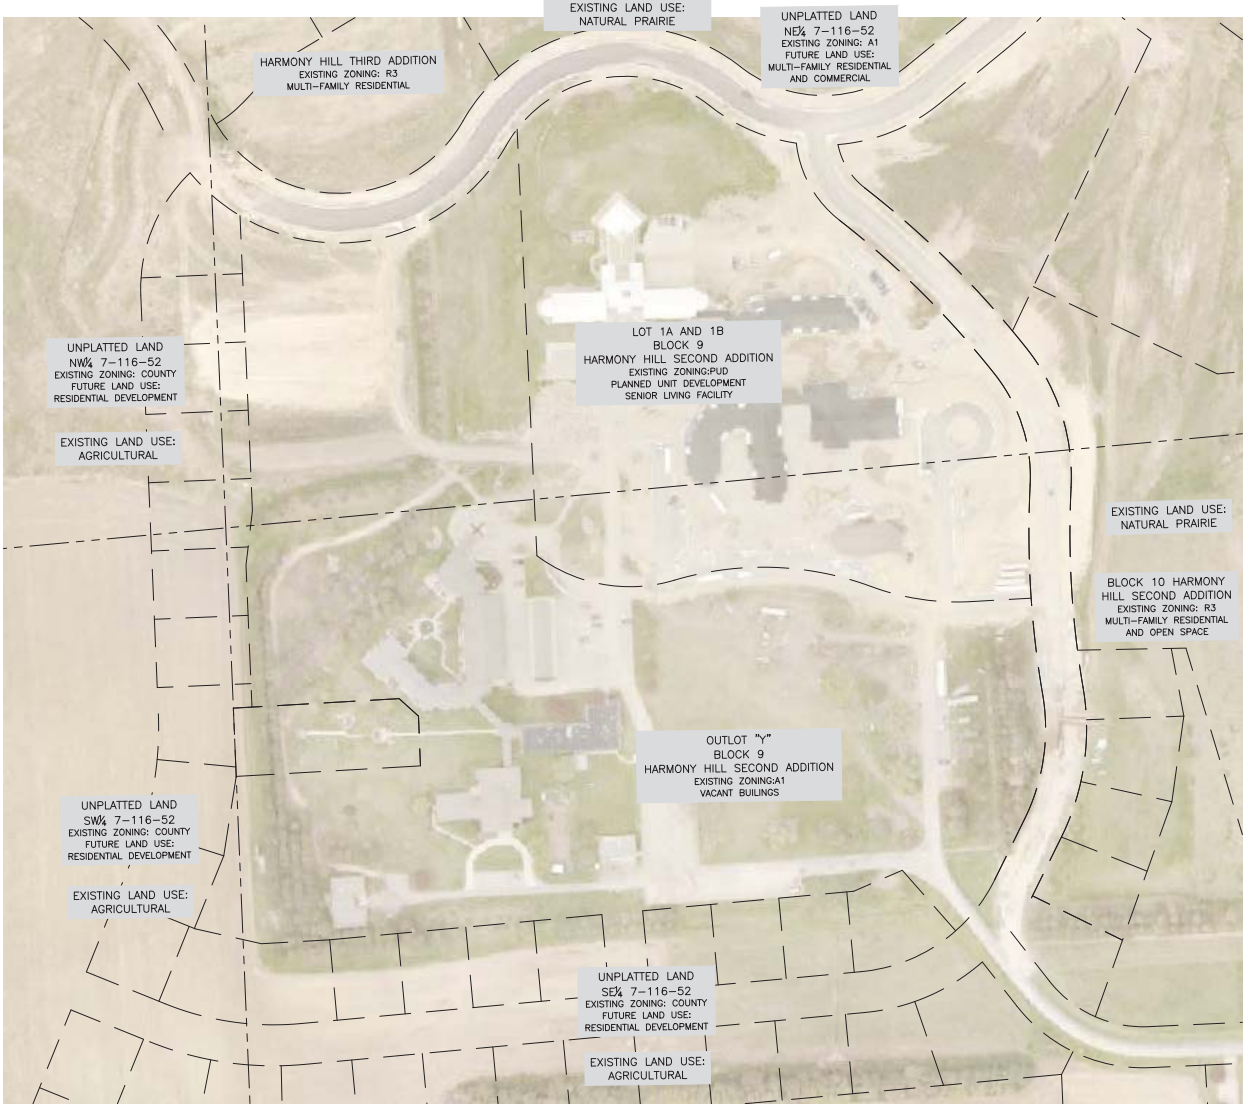 EXISTING LAND USE:
NATURAL PRAIRIE
UNPLATTED LAND
NE¼ 7-116-52
EXISTING ZONING: A1
FUTURE LAND USE:
MULTI-FAMILY RESIDENTIAL
AND COMMERCIAL
HARMONY HILL THIRD ADDITION
EXISTING ZONING: R3
MULTI-FAMILY RESIDENTIAL
LOT 1A AND 1B
BLOCK 9
HARMONY HILL SECOND ADDITION
EXISTING ZONING:PUD
PLANNED UNIT DEVELOPMENT
SENIOR LIVING FACILITY
UNPLATTED LAND
NW¼ 7-116-52
EXISTING ZONING: COUNTY
FUTURE LAND USE:
RESIDENTIAL DEVELOPMENT
EXISTING LAND USE:
AGRICULTURAL
EXISTING LAND USE:
NATURAL PRAIRIE
BLOCK 10 HARMONY
HILL SECOND ADDITION
EXISTING ZONING: R3
MULTI-FAMILY RESIDENTIAL
AND OPEN SPACE
OUTLOT "Y"
BLOCK 9
HARMONY HILL SECOND ADDITION
EXISTING ZONING:A1
VACANT BUILINGS
UNPLATTED LAND
SW¼ 7-116-52
EXISTING ZONING: COUNTY
FUTURE LAND USE:
RESIDENTIAL DEVELOPMENT
EXISTING LAND USE:
AGRICULTURAL
UNPLATTED LAND
SE¼ 7-116-52
EXISTING ZONING: COUNTY
FUTURE LAND USE:
RESIDENTIAL DEVELOPMENT
EXISTING LAND USE:
AGRICULTURAL